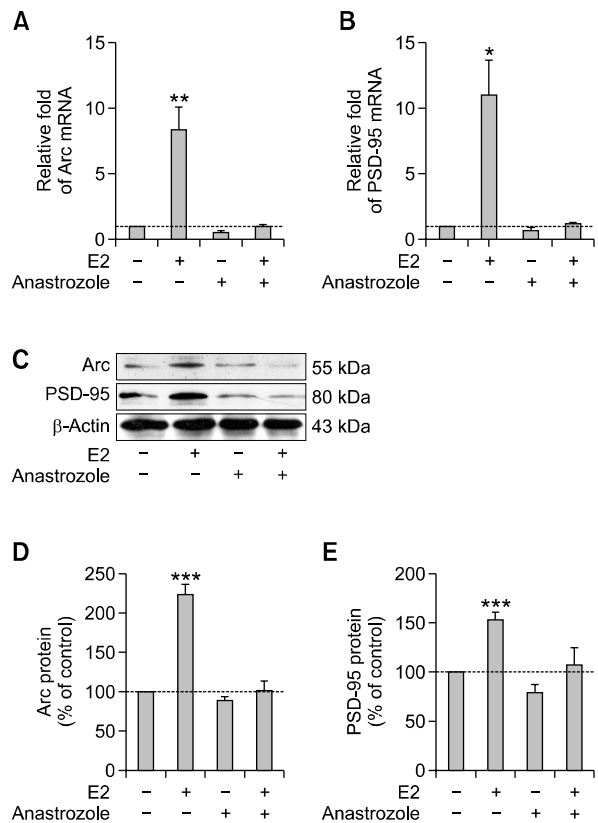 A
Relative fold
of Arc mRNA
15
10
5
0
**
E2 – + – +
Anastrozole – – + +
B
Relative fold
of PSD-95 mRNA
15
10
5
0
*
E2 – + – +
Anastrozole – – + +
C
Arc 55 kDa
PSD-95 80 kDa
β-Actin 43 kDa
E2 – + – +
Anastrozole – – + +
D
Arc protein
(% of control)
250
200
150
100
50
0
***
E2 – + – +
Anastrozole – – + +
E
PSD-95 protein
(% of control)
200
150
100
50
0
***
E2 – + – +
Anastrozole – – + +